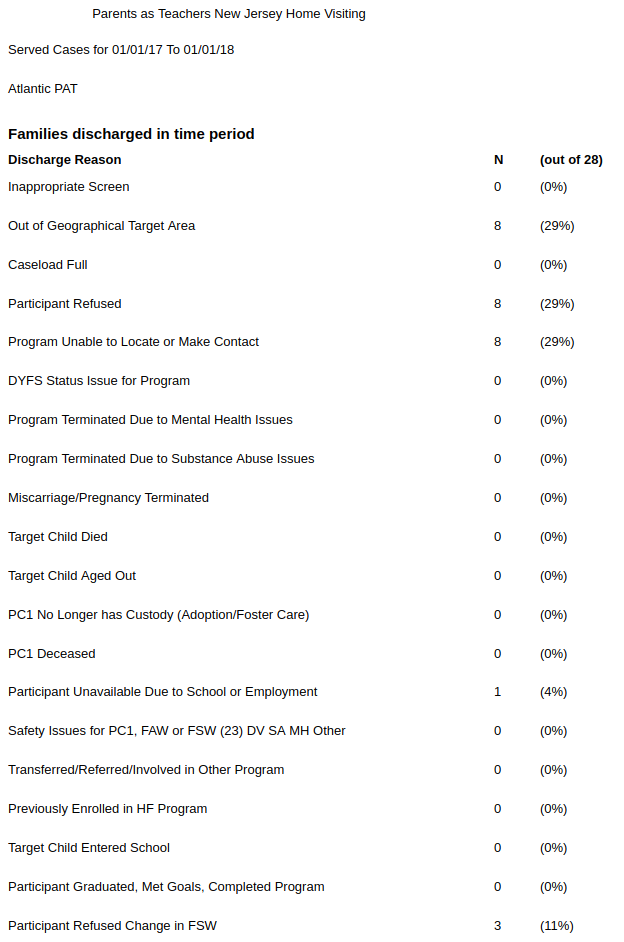 Parents as Teachers New Jersey Home Visiting
Served Cases for 01/01/17 To 01/01/18
Atlantic PAT
Families discharged in time period
Discharge Reason N (out of 28)
Inappropriate Screen 0 (0%)
Out of Geographical Target Area 8 (29%)
Caseload Full 0 (0%)
Participant Refused 8 (29%)
Program Unable to Locate or Make Contact 8 (29%)
DYFS Status Issue for Program 0 (0%)
Program Terminated Due to Mental Health Issues 0 (0%)
Program Terminated Due to Substance Abuse Issues 0 (0%)
Miscarriage/Pregnancy Terminated 0 (0%)
Target Child Died 0 (0%)
Target Child Aged Out 0 (0%)
PC1 No Longer has Custody (Adoption/Foster Care) 0 (0%)
PC1 Deceased 0 (0%)
Participant Unavailable Due to School or Employment 1 (4%)
Safety Issues for PC1, FAW or FSW (23) DV SA MH Other 0 (0%)
Transferred/Referred/Involved in Other Program 0 (0%)
Previously Enrolled in HF Program 0 (0%)
Target Child Entered School 0 (0%)
Participant Graduated, Met Goals, Completed Program 0 (0%)
Participant Refused Change in FSW 3 (11%)